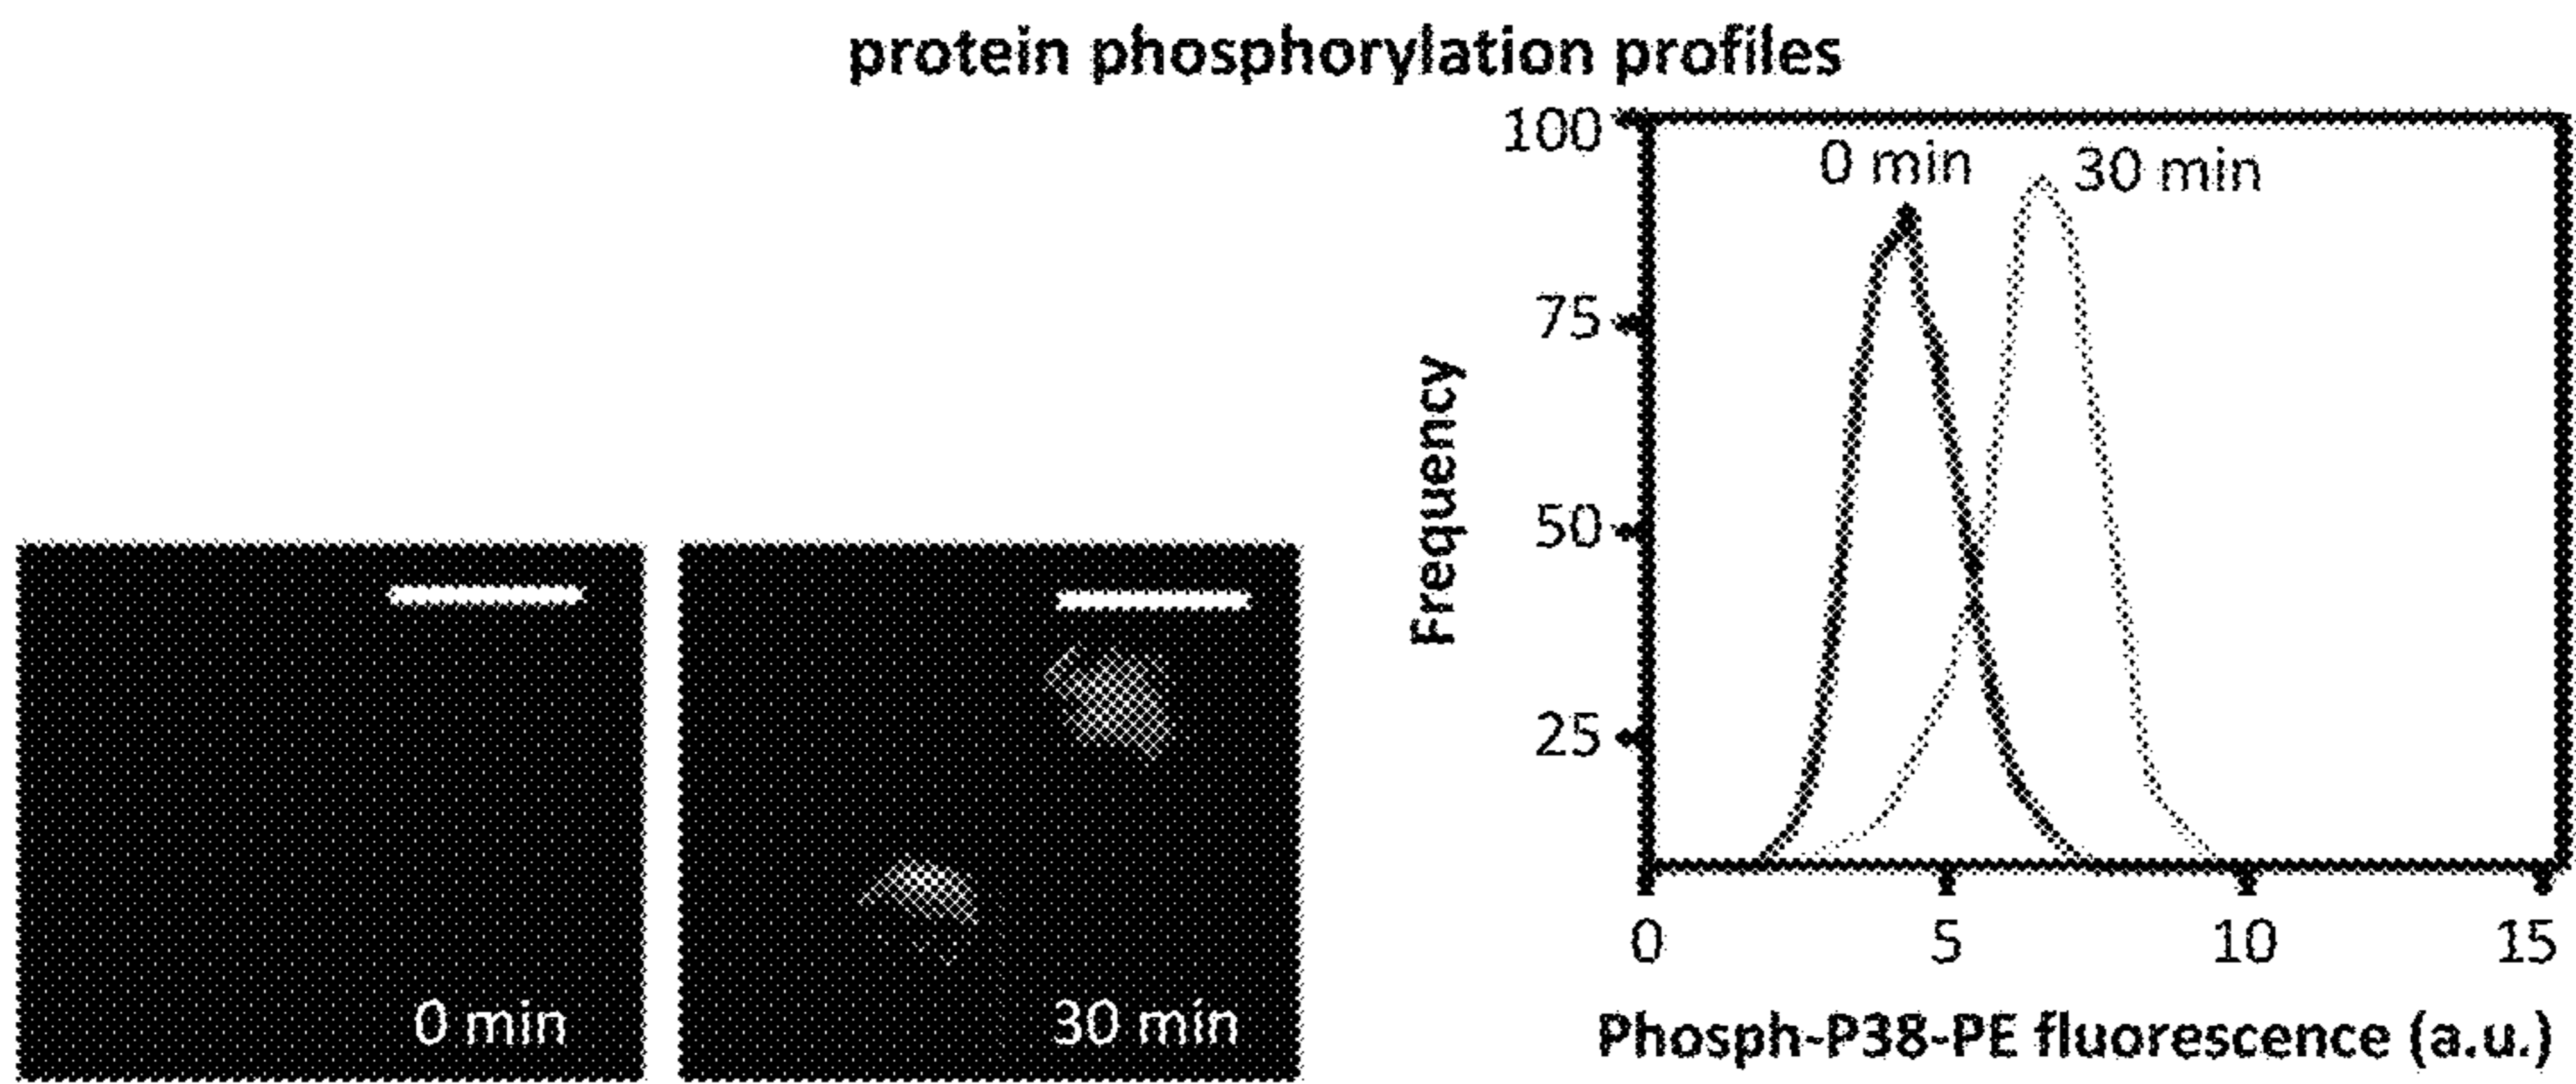 protein phosphorylation profiles
0 min
30 min
100
75
50
25
Frequency
0 min
30 min
0
5
10
15
Phosph-P38-PE fluorescence (a.u.)